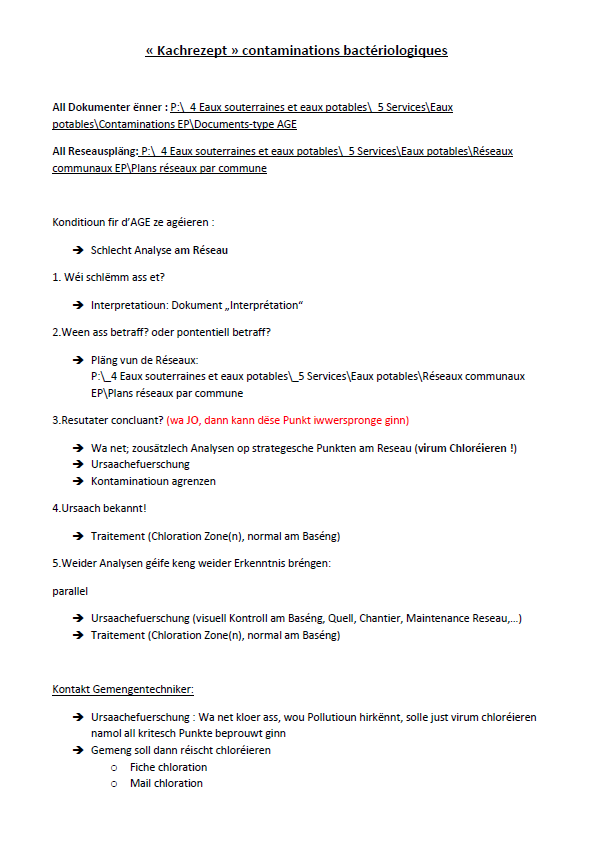 « Kachrezept » contaminations bactériologiques
All Dokumenter ënner : P:\_4 Eaux souterraines et eaux potables\_5 Services\Eaux
potables\Contaminations EP\Documents-type AGE
All Reseauspläng: P:\_4 Eaux souterraines et eaux potables\_5 Services\Eaux potables\Réseaux
communaux EP\Plans réseaux par commune
Konditioun fir d’AGE ze agéieren :
➔ Schlecht Analyse am Réseau
1. Wéi schlëmm ass et?
➔ Interpretatioun: Dokument „Interprétation“
2.Ween ass betraff? oder pontentiell betraff?
➔ Pläng vun de Réseaux:
P:\_4 Eaux souterraines et eaux potables\_5 Services\Eaux potables\Réseaux communaux
EP\Plans réseaux par commune
3.Resutater concluant? (wa JO, dann kann dëse Punkt iwwerspronge ginn)
➔ Wa net; zousätzlech Analysen op strategesche Punkten am Reseau (virum Chloréieren !)
➔ Ursaachefuerschung
➔ Kontaminatioun agrenzen
4.Ursaach bekannt!
➔ Traitement (Chloration Zone(n), normal am Baséng)
5.Weider Analysen géife keng weider Erkenntnis bréngen:
parallel
➔ Ursaachefuerschung (visuell Kontroll am Baséng, Quell, Chantier, Maintenance Reseau,…)
➔ Traitement (Chloration Zone(n), normal am Baséng)
Kontakt Gemengentechniker:
➔ Ursaachefuerschung : Wa net kloer ass, wou Pollutioun hirkënnt, solle just virum chloréieren
namol all kritesch Punkte beprouwt ginn
➔ Gemeng soll dann réischt chloréieren
o Fiche chloration
o Mail chloration